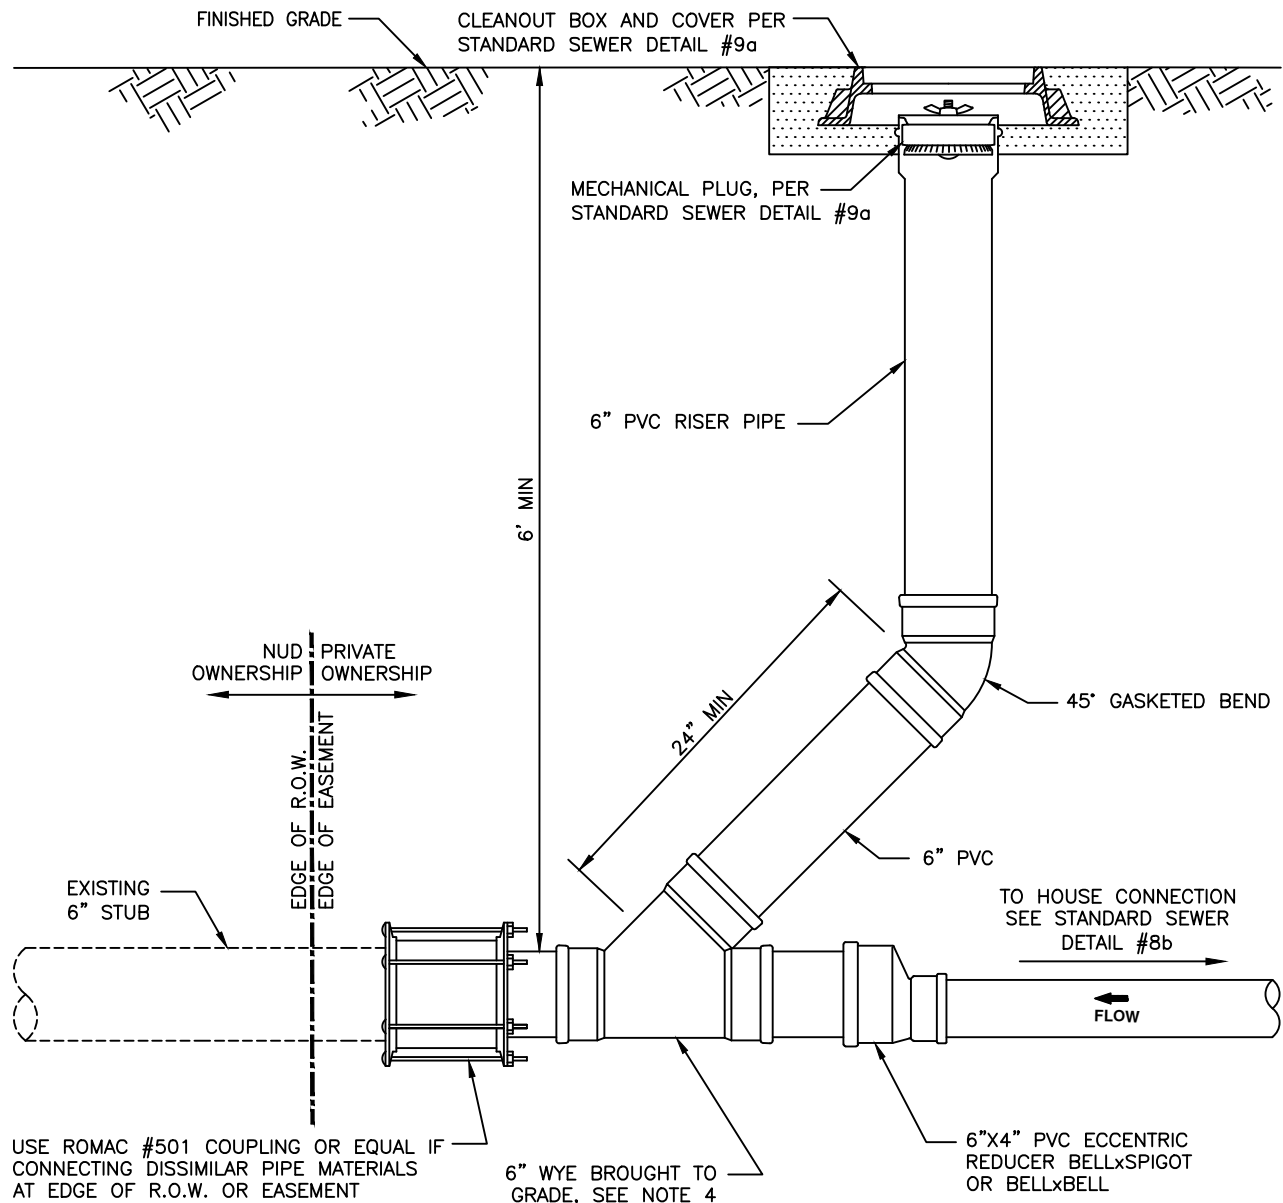 FINISHED GRADE
CLEANOUT BOX AND COVER PER
STANDARD SEWER DETAIL #9a
MECHANICAL PLUG, PER
STANDARD SEWER DETAIL #9a
6" PVC RISER PIPE
6' MIN
NUD
OWNERSHIP
PRIVATE
OWNERSHIP
24" MIN
45° GASKETED BEND
EDGE OF R.O.W.
EDGE OF EASEMENT
6" PVC
EXISTING
6" STUB
TO HOUSE CONNECTION
SEE STANDARD SEWER
DETAIL #8b
FLOW
USE ROMAC #501 COUPLING OR EQUAL IF
CONNECTING DISSIMILAR PIPE MATERIALS
AT EDGE OF R.O.W. OR EASEMENT
6" WYE BROUGHT TO
GRADE, SEE NOTE 4
6"X4" PVC ECCENTRIC
REDUCER BELLxSPIGOT
OR BELLxBELL